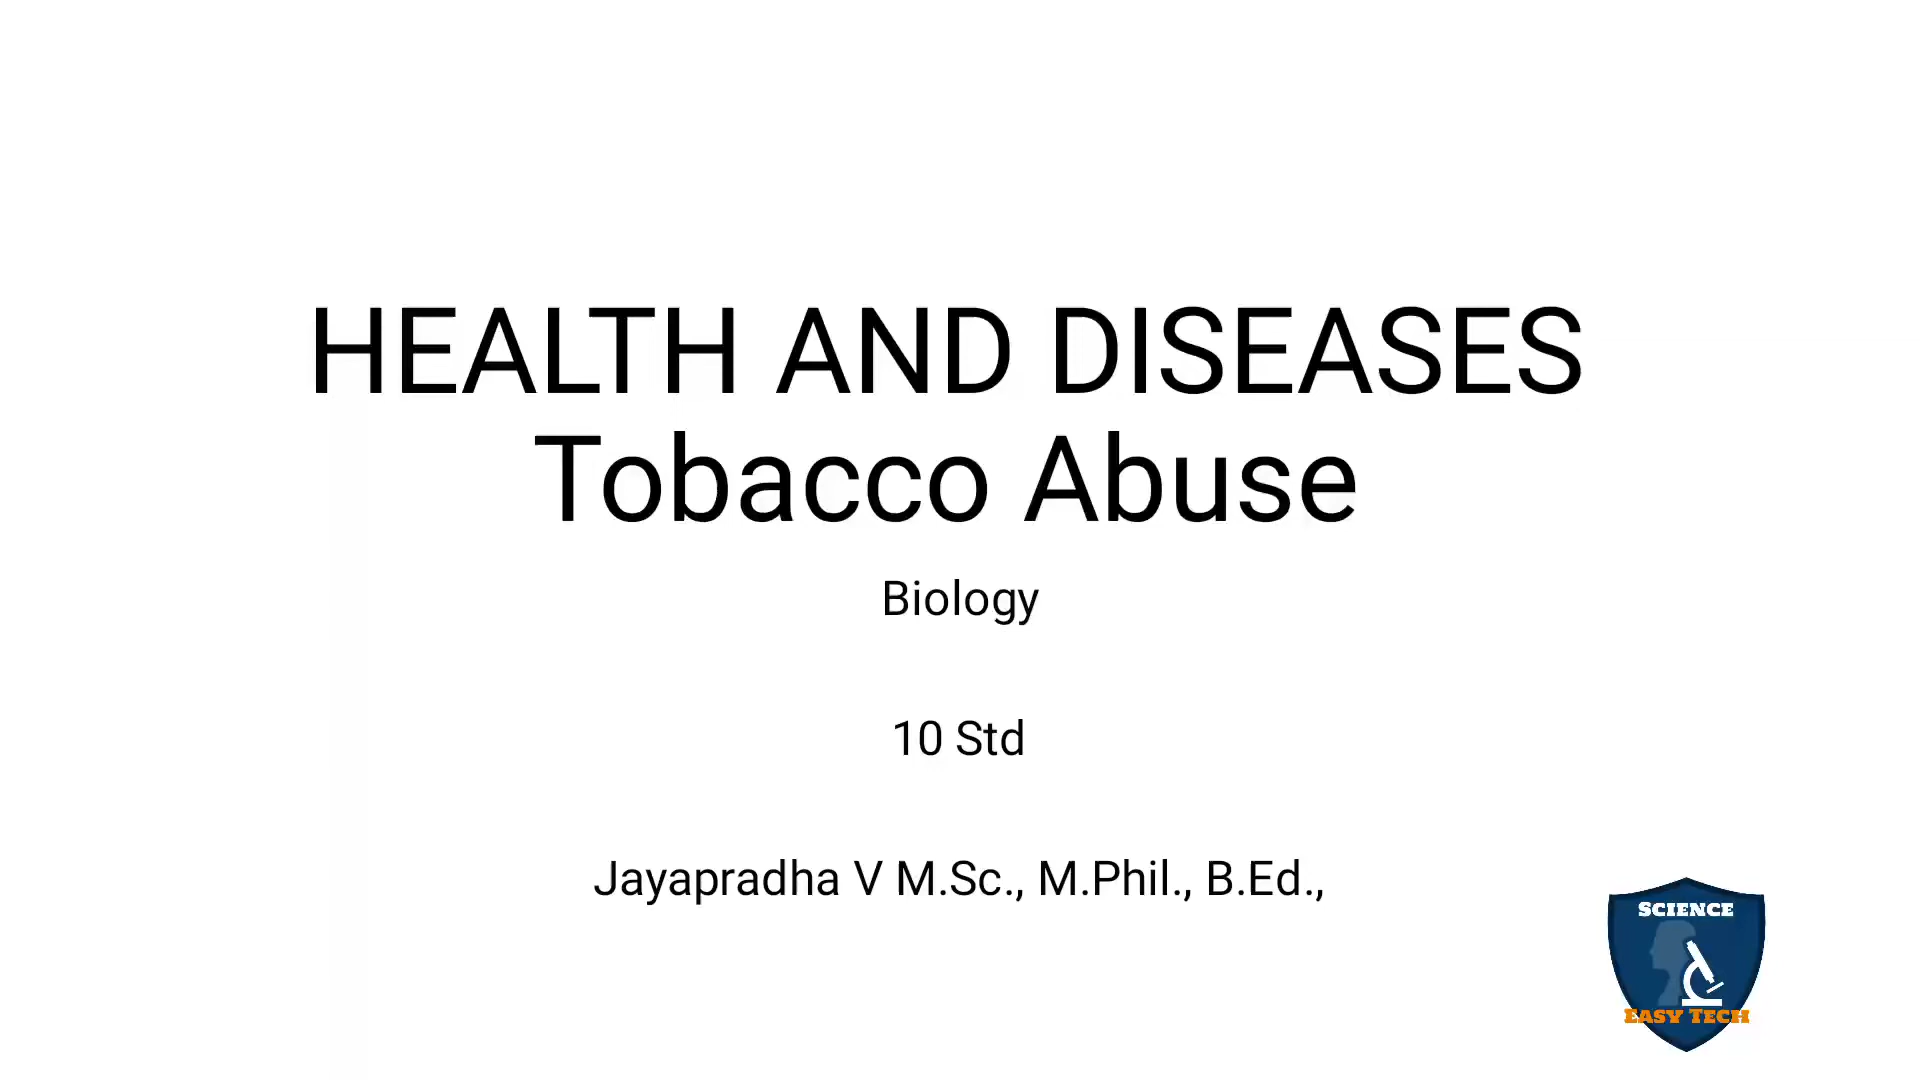 HEALTH AND DISEASES
Tobacco Abuse
Biology
10 Std
Jayapradha V M.Sc., M.Phil., B.Ed.,
SCIENCE
EASY TECH